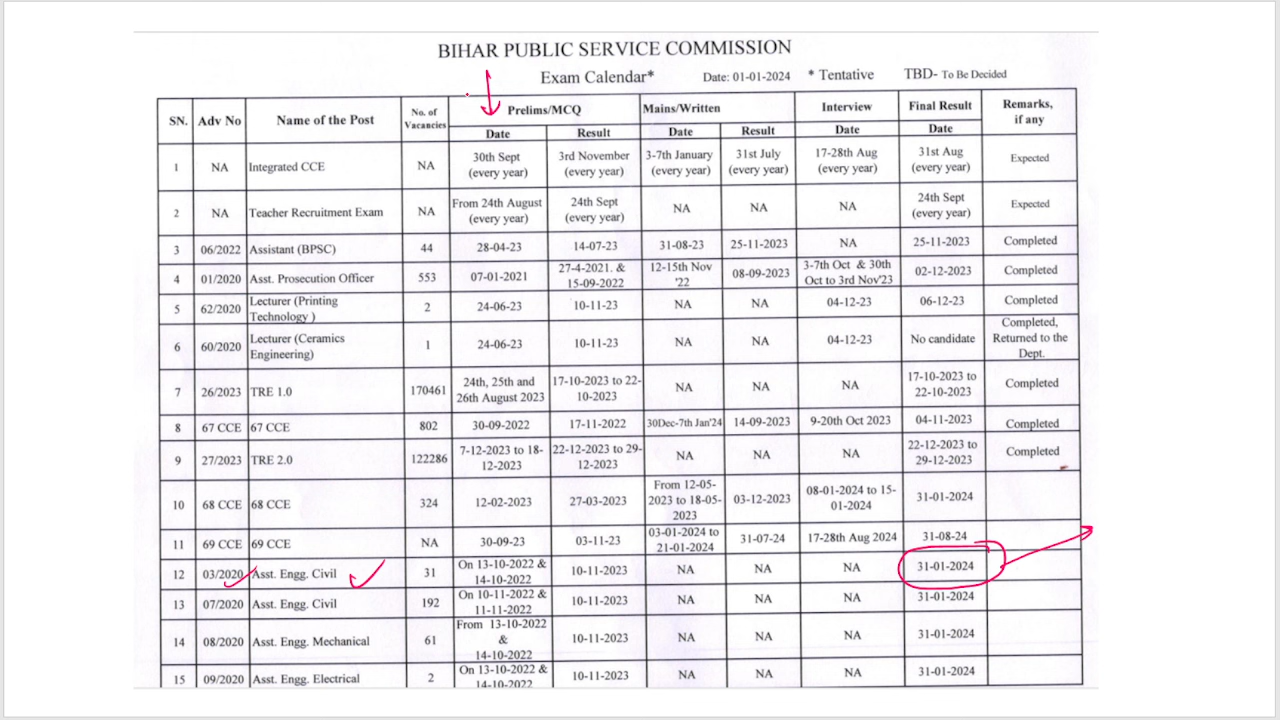 BIHAR PUBLIC SERVICE COMMISSION
Exam Calendar* Date: 01-01-2024 * Tentative TBD- To Be Decided
SN. Adv No Name of the Post No. of Vacancies Prelims/MCQ Mains/Written Interview Final Result Remarks, if any
Date Result Date Result Date Date
1 NA Integrated CCE NA 30th Sept (every year) 3rd November (every year) 3-7th January (every year) 31st July (every year) 17-28th Aug (every year) 31st Aug (every year) Expected
2 NA Teacher Recruitment Exam NA From 24th August (every year) 24th Sept (every year) NA NA NA 24th Sept (every year) Expected
3 06/2022 Assistant (BPSC) 44 28-04-23 14-07-23 31-08-23 25-11-2023 NA 25-11-2023 Completed
4 01/2020 Asst. Prosecution Officer 553 07-01-2021 27-4-2021. & 15-09-2022 12-15th Nov '22 08-09-2023 3-7th Oct & 30th Oct to 3rd Nov'23 02-12-2023 Completed
5 62/2020 Lecturer (Printing Technology ) 2 24-06-23 10-11-23 NA NA 04-12-23 06-12-23 Completed
6 60/2020 Lecturer (Ceramics Engineering) 1 24-06-23 10-11-23 NA NA 04-12-23 No candidate Completed, Returned to the Dept.
7 26/2023 TRE 1.0 170461 24th, 25th and 26th August 2023 17-10-2023 to 22-10-2023 NA NA NA 17-10-2023 to 22-10-2023 Completed
8 67 CCE 67 CCE 802 30-09-2022 17-11-2022 30Dec-7th Jan'24 14-09-2023 9-20th Oct 2023 04-11-2023 Completed
9 27/2023 TRE 2.0 122286 7-12-2023 to 18-12-2023 22-12-2023 to 29-12-2023 NA NA NA 22-12-2023 to 29-12-2023 Completed
10 68 CCE 68 CCE 324 12-02-2023 27-03-2023 From 12-05-2023 to 18-05-2023 03-12-2023 08-01-2024 to 15-01-2024 31-01-2024
11 69 CCE 69 CCE NA 30-09-23 03-11-23 03-01-2024 to 21-01-2024 31-07-24 17-28th Aug 2024 31-08-24
12 03/2020 Asst. Engg. Civil 31 On 13-10-2022 & 14-10-2022 10-11-2023 NA NA NA 31-01-2024
13 07/2020 Asst. Engg. Civil 192 On 10-11-2022 & 11-11-2022 10-11-2023 NA NA NA 31-01-2024
14 08/2020 Asst. Engg. Mechanical 61 From 13-10-2022 & 14-10-2022 10-11-2023 NA NA NA 31-01-2024
15 09/2020 Asst. Engg. Electrical 2 On 13-10-2022 & 14-10-2022 10-11-2023 NA NA NA 31-01-2024